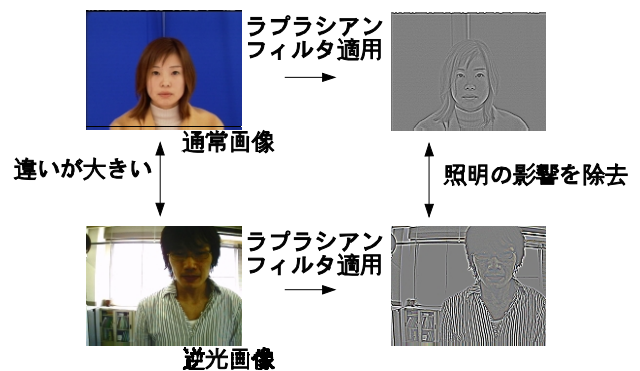 ラプラシアン
フィルタ適用
通常画像
違いが大きい
照明の影響を除去
ラプラシアン
フィルタ適用
逆光画像